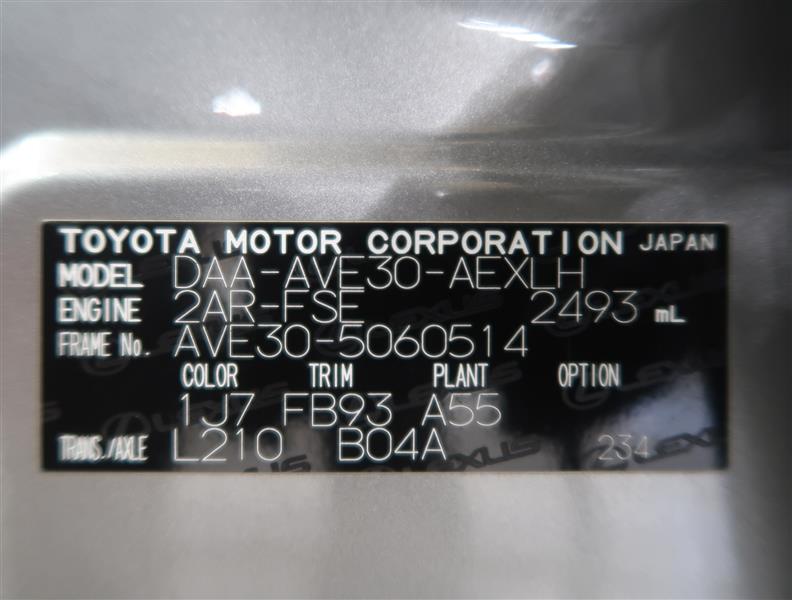 TOYOTA MOTOR CORPORATION JAPAN
MODEL DAA-AVE30-AEXLH
ENGINE 2AR-FSE 2493 mL
FRAME No. AVE30-5060514
COLOR TRIM PLANT OPTION
1J7 FB93 A55
TRANS./AXLE L210 B04A 234